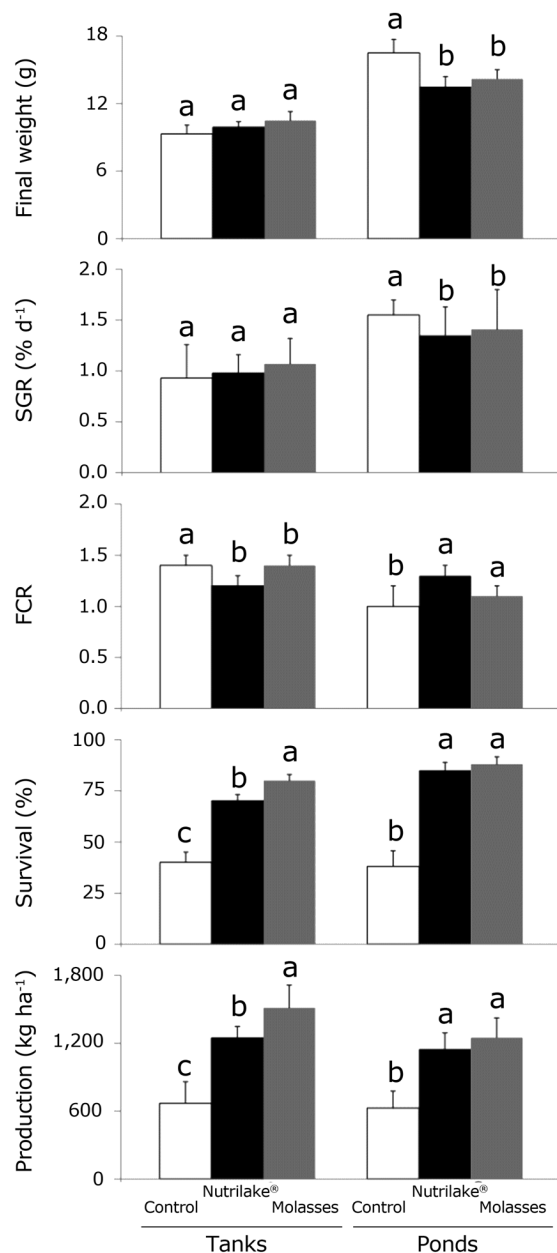 Final weight (g)
18
12
6
0
a
a
a
a
b
b
SGR (% d⁻¹)
2.0
1.5
1.0
0.5
0.0
a
a
a
a
b
b
FCR
2.0
1.5
1.0
0.5
0.0
a
b
b
b
a
a
Survival (%)
100
75
50
25
0
c
b
a
b
a
a
Production (kg ha⁻¹)
1,800
1,200
600
0
c
b
a
b
a
a
Control
Nutrilake®
Molasses
Control
Nutrilake®
Molasses
Tanks
Ponds